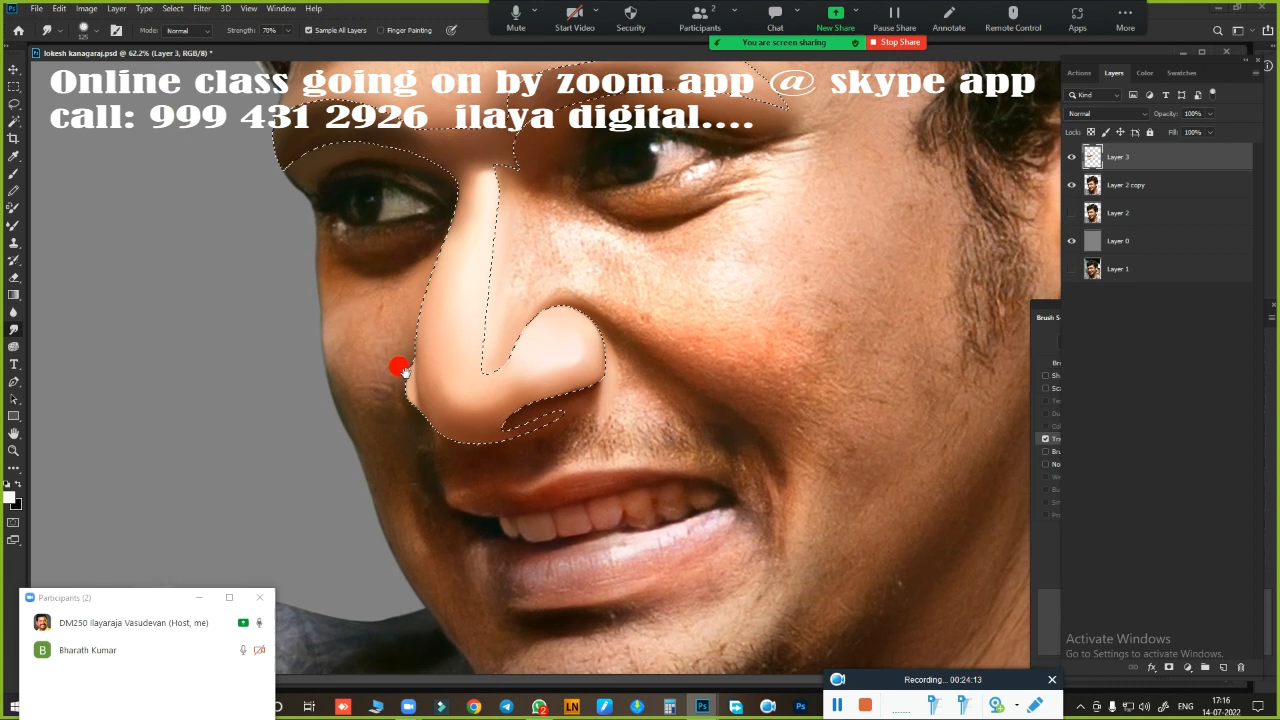 File Edit Image Layer Type Select Filter 3D View Window Help
Mute Start Video Security Participants 2 Chat New Share Pause Share Annotate Remote Control Apps More
You are screen sharing Stop Share
125 Mode: Normal Strength: 70% Sample All Layers Finger Painting
lokesh kanagaraj.psd @ 62.2% (Layer 3, RGB/8) *
Online class going on by zoom app @ skype app
call: 999 431 2926 ilaya digital....
Actions Layers Color Swatches
Kind
Normal Opacity: 100%
Lock: Fill: 100%
Layer 3
Layer 2 copy
Layer 2
Layer 0
Layer 1
Brush S
Participants (2)
DM250 Ilayaraja Vasudevan (Host, me)
B Bharath Kumar
Activate Windows
Go to Settings to activate Windows.
Recording... 00:24:13
LN Ps Ps ENG 17:16
14-07-2022